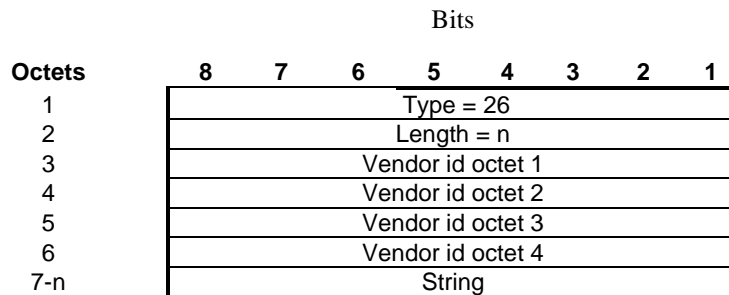 Bits
Octets 8 7 6 5 4 3 2 1
1 Type = 26
2 Length = n
3 Vendor id octet 1
4 Vendor id octet 2
5 Vendor id octet 3
6 Vendor id octet 4
7-n String